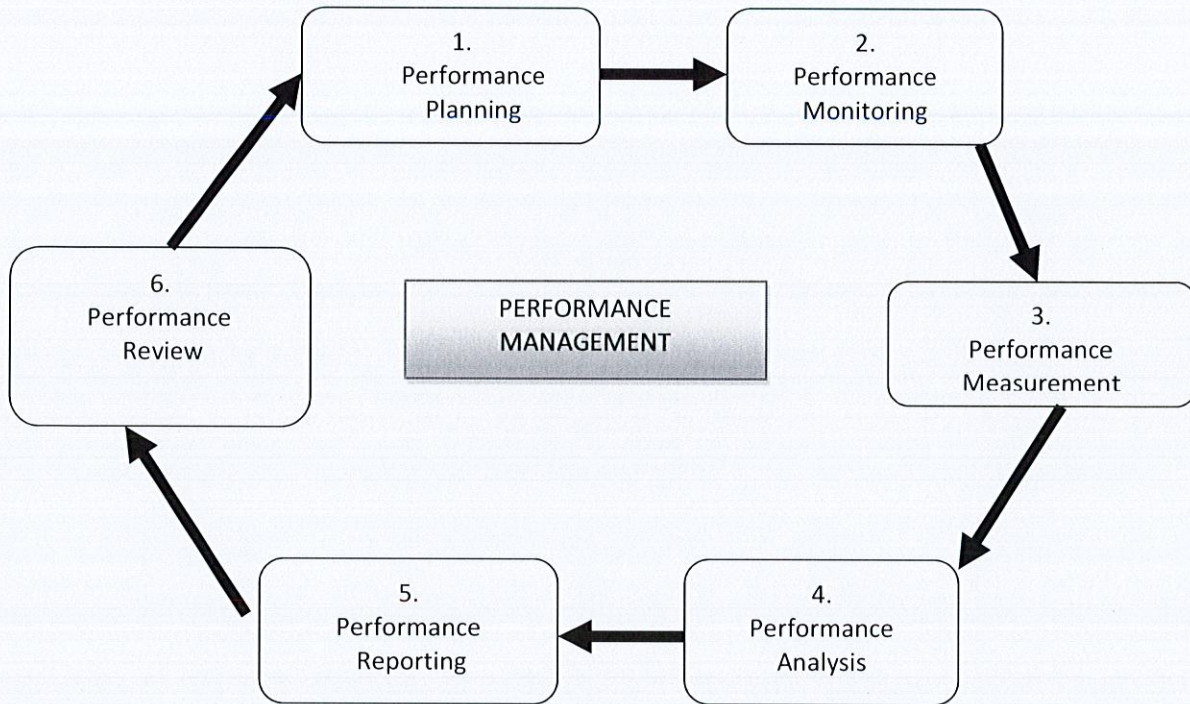 1.
Performance
Planning
2.
Performance
Monitoring
3.
Performance
Measurement
4.
Performance
Analysis
5.
Performance
Reporting
6.
Performance
Review
PERFORMANCE
MANAGEMENT